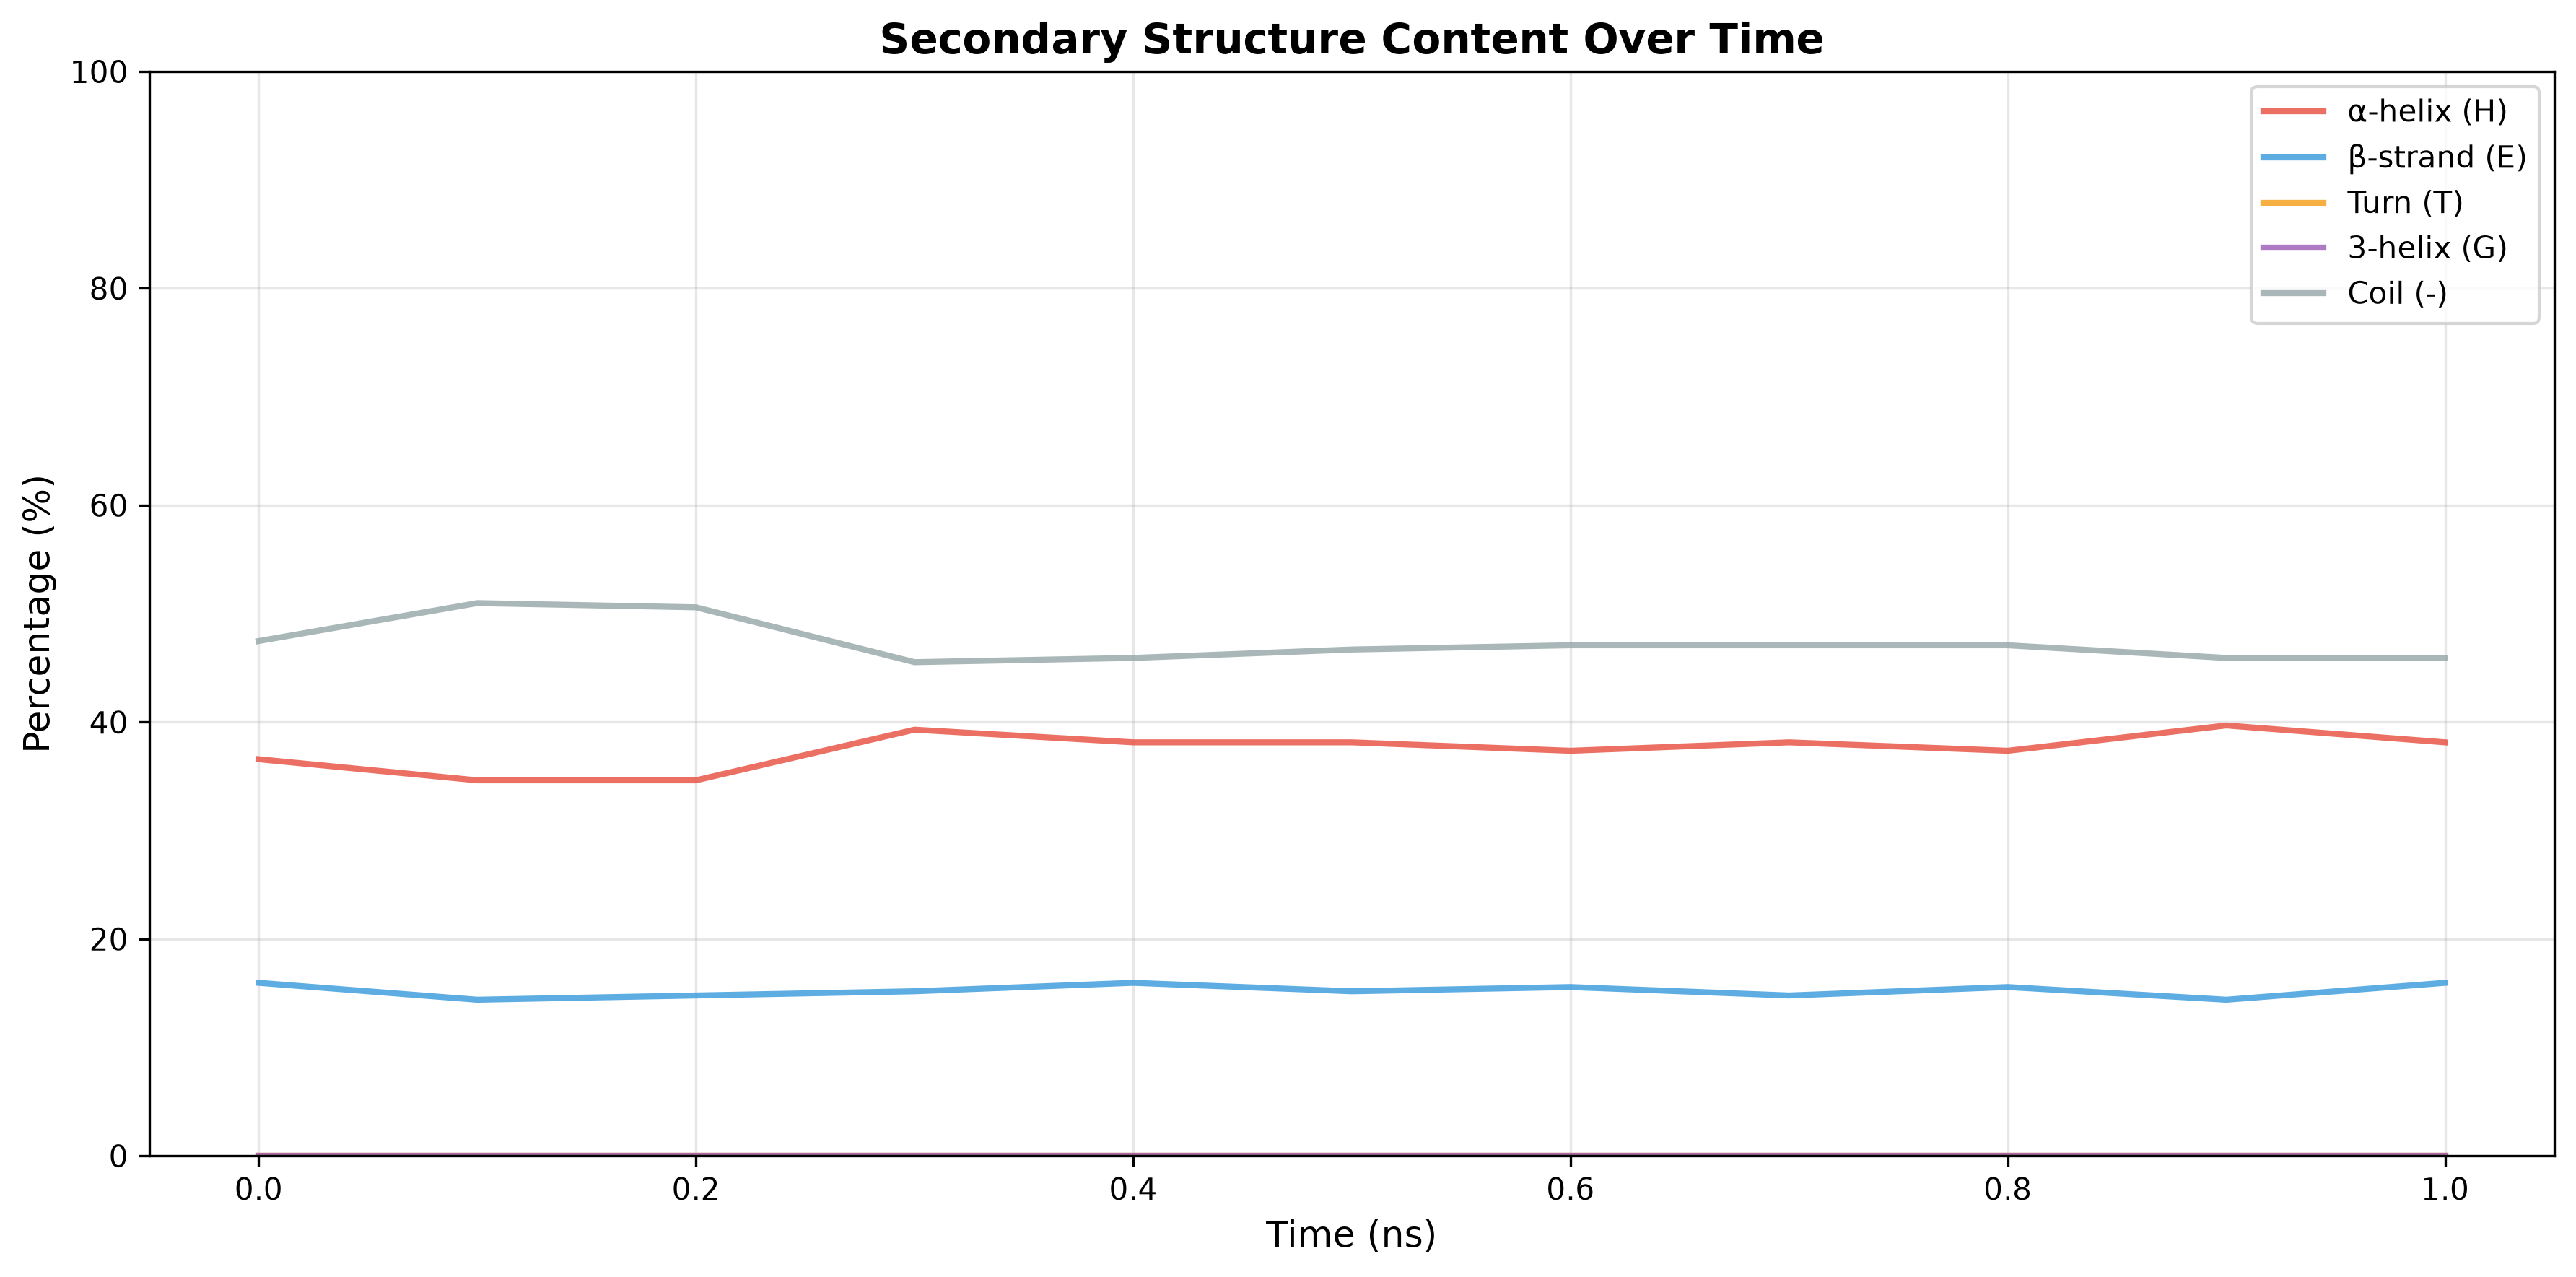 Secondary Structure Content Over Time
100
80
60
40
20
0
Percentage (%)
α-helix (H)
β-strand (E)
Turn (T)
3-helix (G)
Coil (-)
0.0 0.2 0.4 0.6 0.8 1.0
Time (ns)